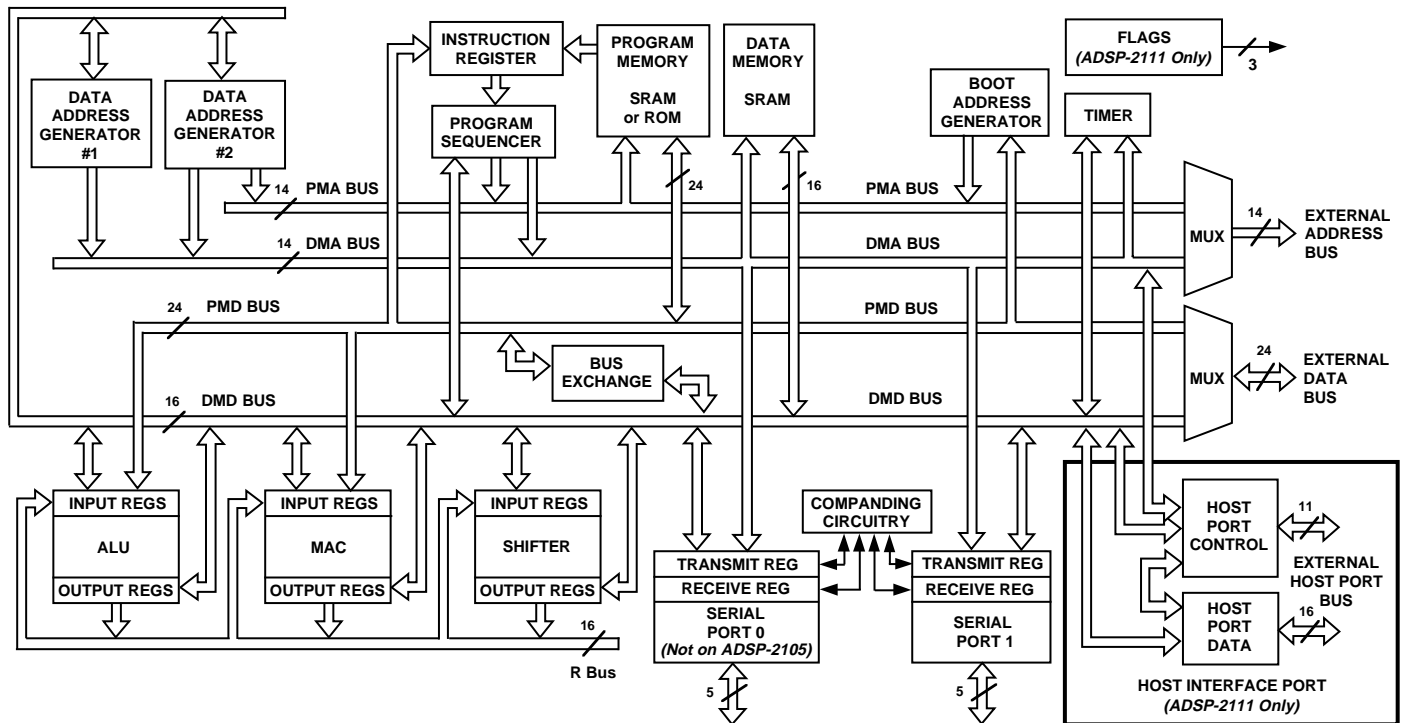 DATA
ADDRESS
GENERATOR
#1
DATA
ADDRESS
GENERATOR
#2
INSTRUCTION
REGISTER
PROGRAM
SEQUENCER
PROGRAM
MEMORY
SRAM
or ROM
DATA
MEMORY
SRAM
BOOT
ADDRESS
GENERATOR
TIMER
FLAGS
(ADSP-2111 Only)
3
14
PMA BUS
24
16
PMA BUS
14
DMA BUS
DMA BUS
MUX
14
EXTERNAL
ADDRESS
BUS
24
PMD BUS
PMD BUS
BUS
EXCHANGE
MUX
24
EXTERNAL
DATA
BUS
16
DMD BUS
DMD BUS
INPUT REGS
ALU
OUTPUT REGS
INPUT REGS
MAC
OUTPUT REGS
INPUT REGS
SHIFTER
OUTPUT REGS
16
R Bus
COMPANDING
CIRCUITRY
TRANSMIT REG
RECEIVE REG
SERIAL
PORT 0
(Not on ADSP-2105)
5
TRANSMIT REG
RECEIVE REG
SERIAL
PORT 1
5
HOST
PORT
CONTROL
11
EXTERNAL
HOST PORT
BUS
HOST
PORT
DATA
16
HOST INTERFACE PORT
(ADSP-2111 Only)